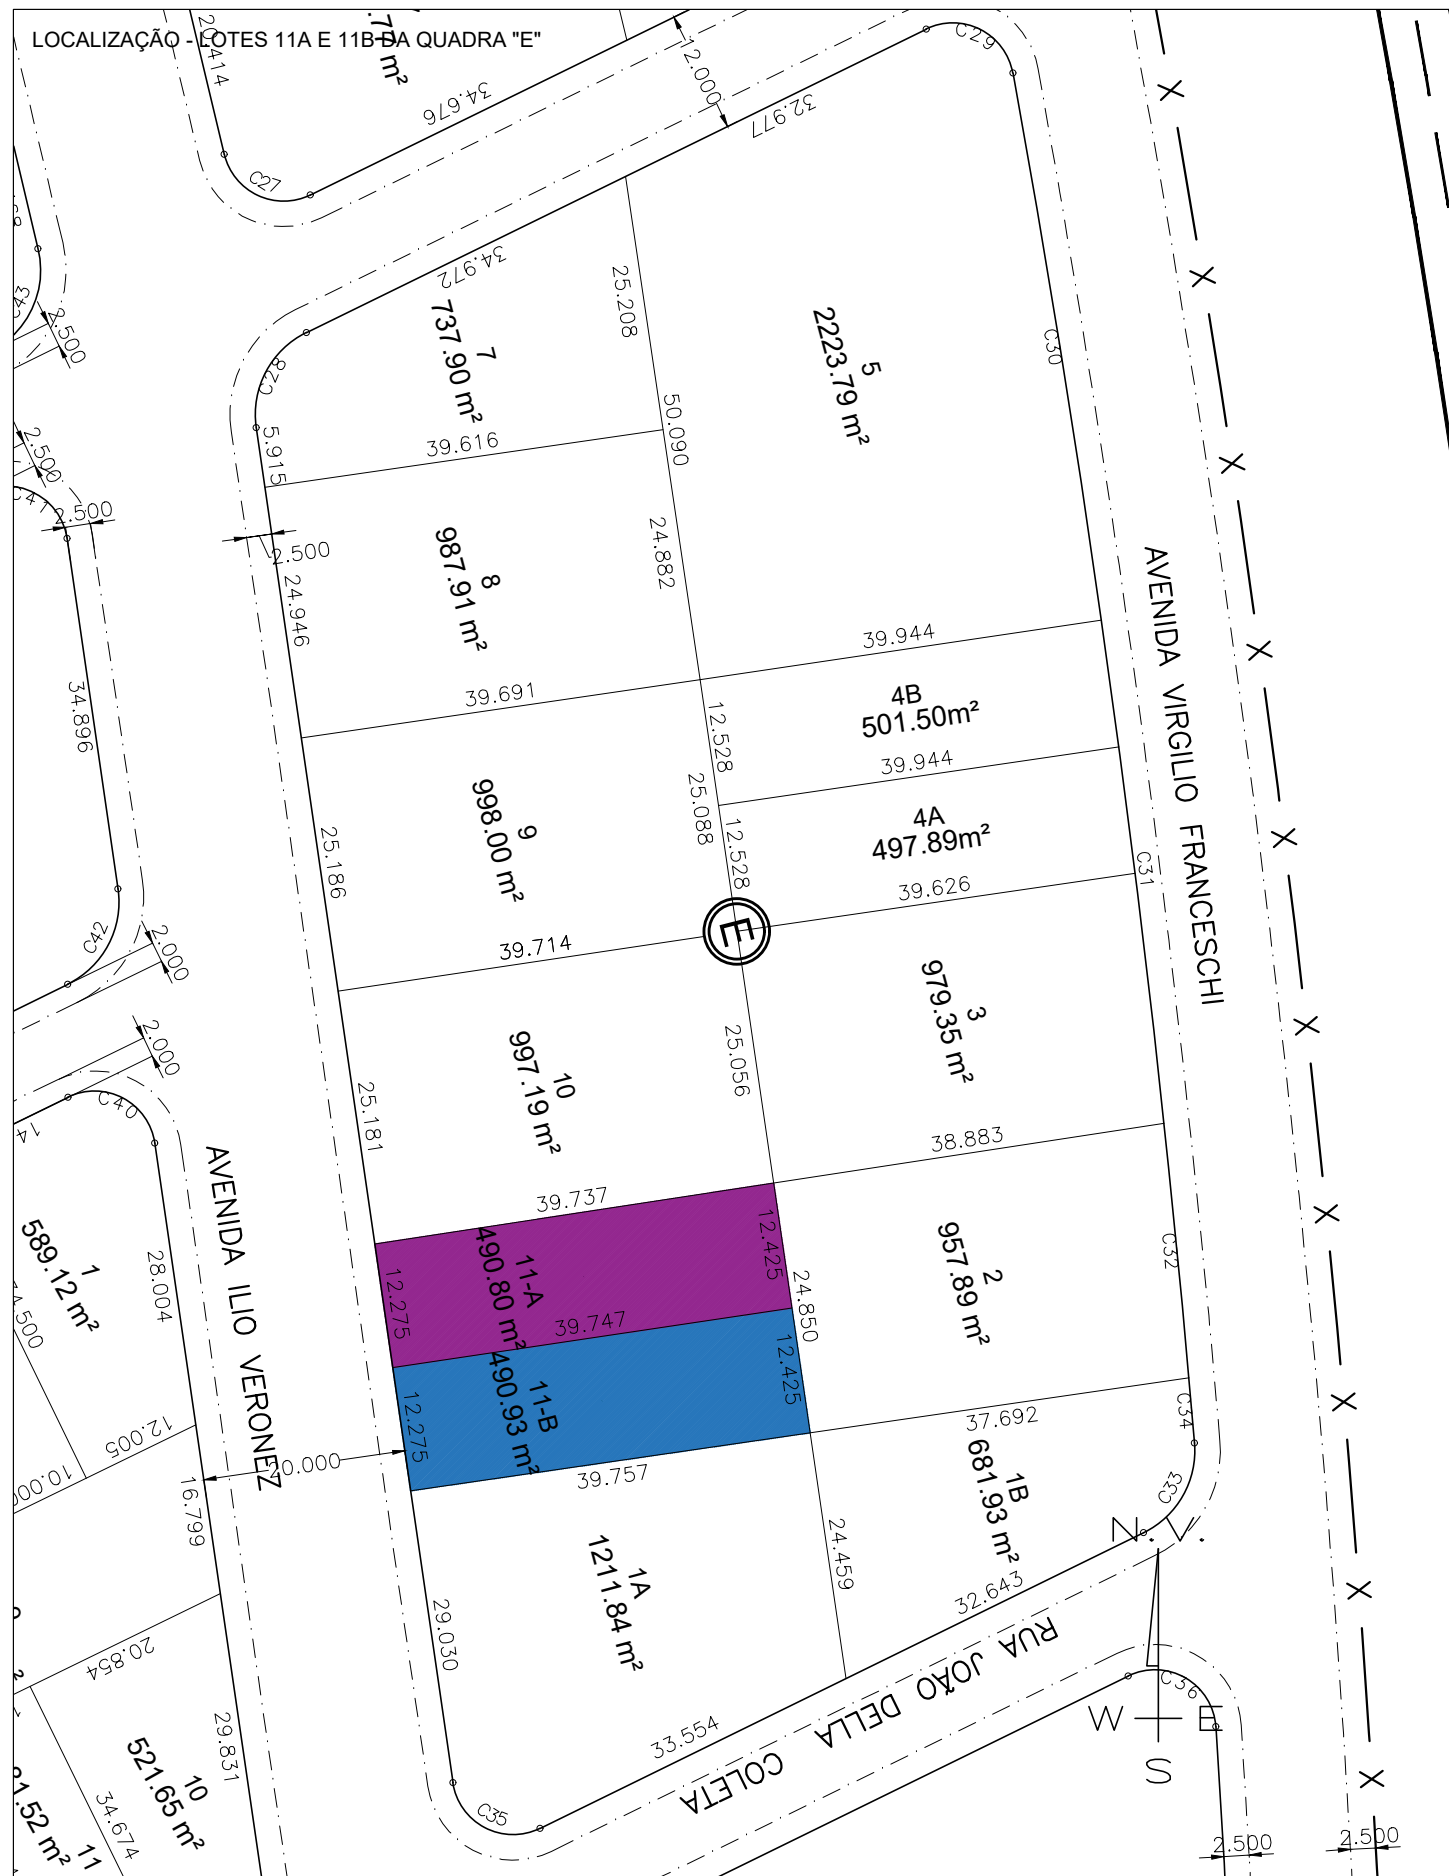 LOCALIZAÇÃO - LOTES 11A E 11B DA QUADRA "E"
20.414
C27
34.676
12.000
32.977
C29
34.972
25.208
7
737.90 m²
5
2223.79 m²
C30
C28
5.915
39.616
50.090
C43
2.500
2.500
C41
2.500
2.500
8
987.91 m²
24.946
24.882
39.691
39.944
4B
501.50m²
12.528
39.944
25.088
4A
497.89m²
12.528
39.626
C31
AVENIDA VIRGILIO FRANCESCHI
34.896
9
998.00 m²
25.186
39.714
E
C42
2.000
2.000
C40
14
3
979.35 m²
25.056
10
997.19 m²
25.181
38.883
39.737
AVENIDA ILIO VERONEZ
1
589.12 m²
28.004
11-A
490.80 m²
12.275
12.425
39.747
24.850
11-B
490.93 m²
12.275
12.425
39.757
2
957.89 m²
C32
37.692
C34
C33
1B
681.93 m²
12.005
20.000
16.799
1A
1211.84 m²
24.459
32.643
29.030
33.554
C35
RUA JOÃO DELLA COLETA
N.V.
W
E
S
C36
20.854
29.831
10
521.65 m²
34.674
11
2.500
2.500
X
X
X
X
X
X
X
X
X
X